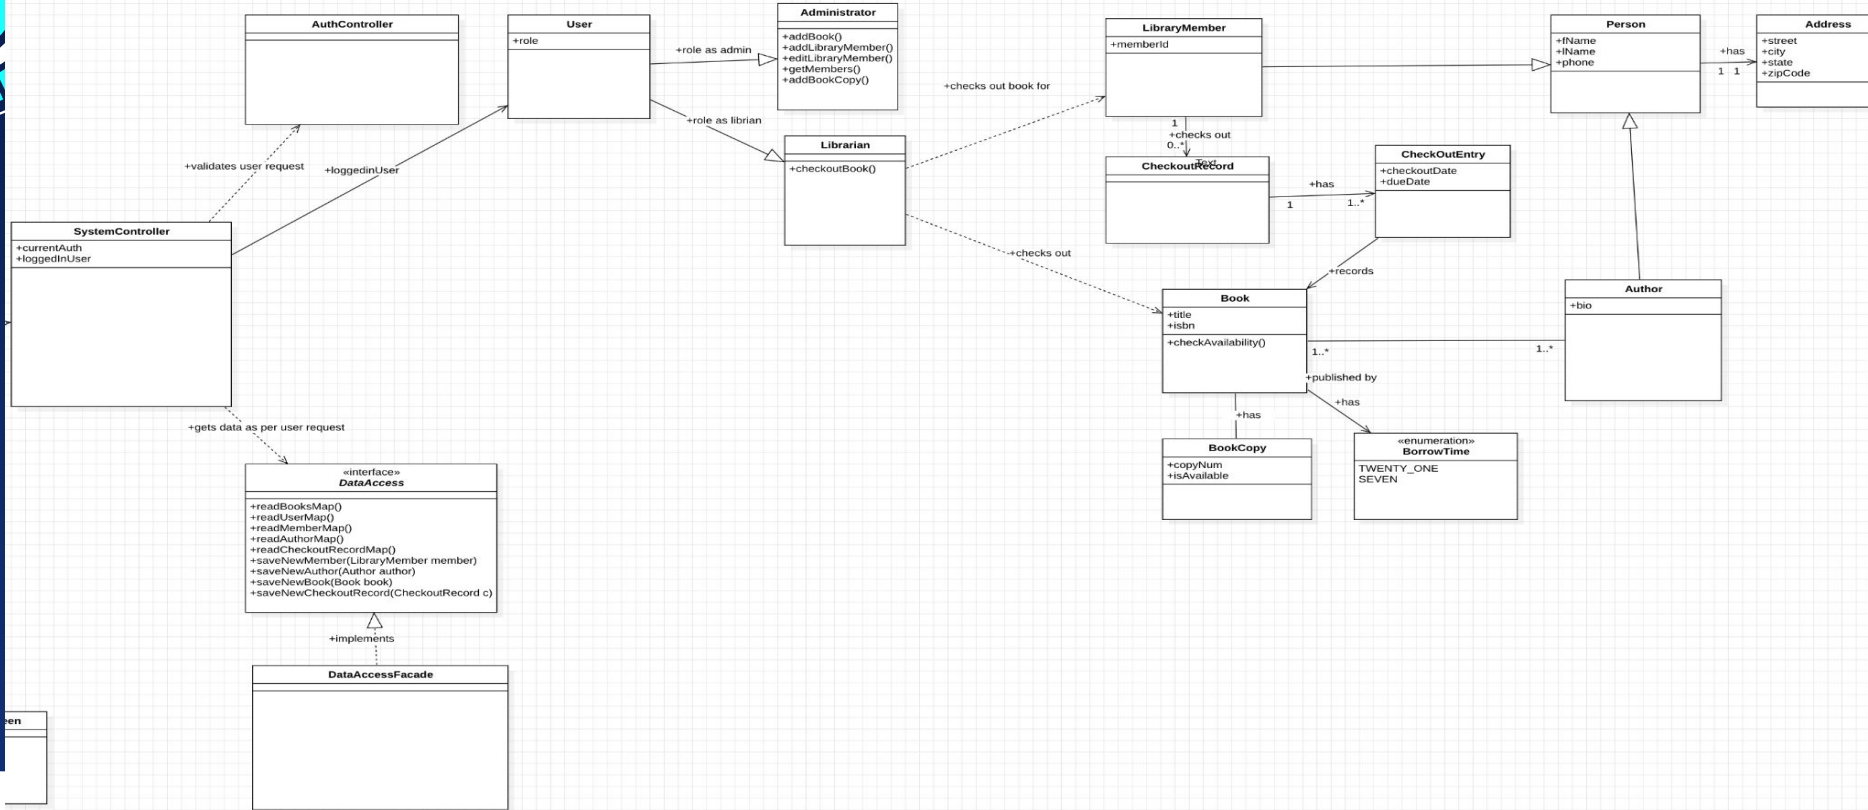 AuthController
User
+role
Administrator
+addBook()
+addLibraryMember()
+editLibraryMember()
+getMembers()
+addBookCopy()
+role as admin
LibraryMember
+memberId
Person
+fName
+lName
+phone
+has
1 1
Address
+street
+city
+state
+zipCode
+checks out book for
+role as librian
Librarian
+checkoutBook()
1
+checks out
0..*
Text
CheckoutRecord
+has
1
1..*
CheckOutEntry
+checkoutDate
+dueDate
+validates user request
+loggedinUser
SystemController
+currentAuth
+loggedInUser
+checks out
+records
Book
+title
+isbn
+checkAvailability()
1..*
1..*
Author
+bio
+published by
+has
+has
BookCopy
+copyNum
+isAvailable
«enumeration»
BorrowTime
TWENTY_ONE
SEVEN
+gets data as per user request
«interface»
DataAccess
+readBooksMap()
+readUserMap()
+readMemberMap()
+readAuthorMap()
+readCheckoutRecordMap()
+saveNewMember(LibraryMember member)
+saveNewAuthor(Author author)
+saveNewBook(Book book)
+saveNewCheckoutRecord(CheckoutRecord c)
+implements
DataAccessFacade